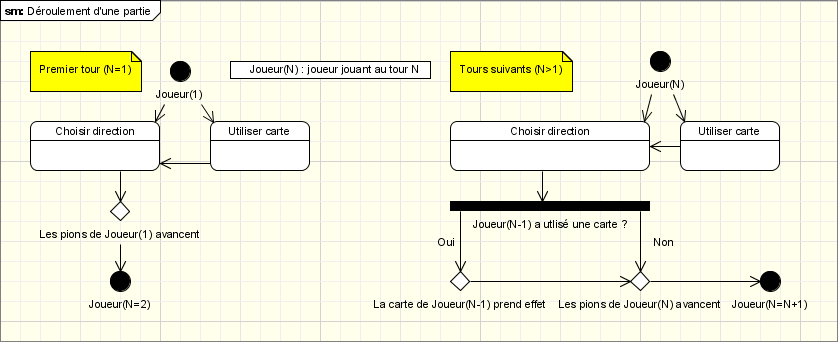 sm: Déroulement d'une partie
Premier tour (N=1)
Joueur(N) : joueur jouant au tour N
Tours suivants (N>1)
Joueur(1)
Joueur(N)
Choisir direction
Utiliser carte
Choisir direction
Utiliser carte
Les pions de Joueur(1) avancent
Joueur(N-1) a utlisé une carte ?
Oui
Non
Joueur(N=2)
La carte de Joueur(N-1) prend effet
Les pions de Joueur(N) avancent
Joueur(N=N+1)